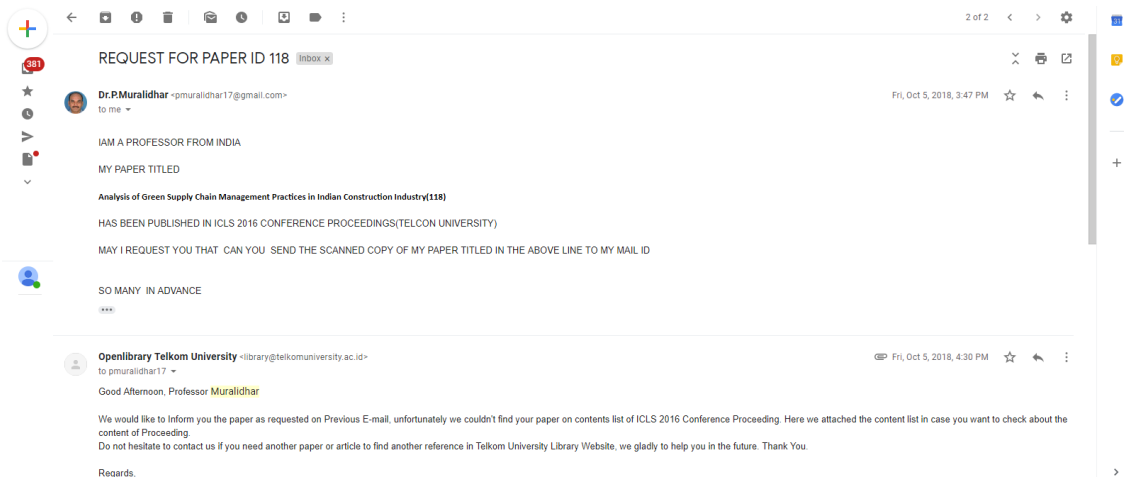 2 of 2
REQUEST FOR PAPER ID 118 Inbox x
381
Dr.P.Muralidhar <pmuralidhar17@gmail.com> Fri, Oct 5, 2018, 3:47 PM
to me
IAM A PROFESSOR FROM INDIA
MY PAPER TITLED
Analysis of Green Supply Chain Management Practices in Indian Construction Industry(118)
HAS BEEN PUBLISHED IN ICLS 2016 CONFERENCE PROCEEDINGS(TELCON UNIVERSITY)
MAY I REQUEST YOU THAT CAN YOU SEND THE SCANNED COPY OF MY PAPER TITLED IN THE ABOVE LINE TO MY MAIL ID
SO MANY IN ADVANCE
Openlibrary Telkom University <library@telkomuniversity.ac.id> Fri, Oct 5, 2018, 4:30 PM
to pmuralidhar17
Good Afternoon, Professor Muralidhar
We would like to Inform you the paper as requested on Previous E-mail, unfortunately we couldn't find your paper on contents list of ICLS 2016 Conference Proceeding. Here we attached the content list in case you want to check about the
content of Proceeding.
Do not hesitate to contact us if you need another paper or article to find another reference in Telkom University Library Website, we gladly to help you in the future. Thank You.
Regards,